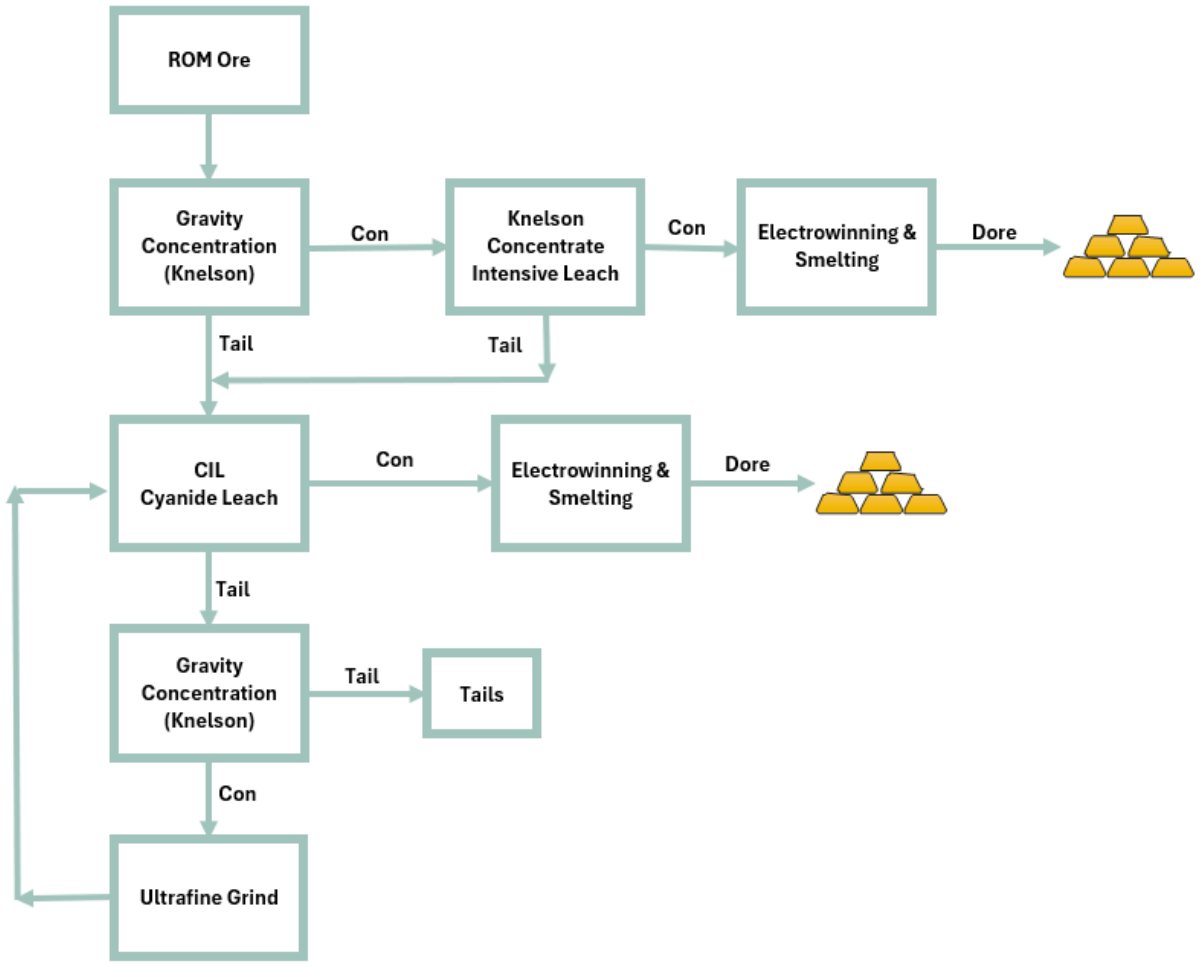 ROM Ore
Gravity
Concentration
(Knelson)
Con
Knelson
Concentrate
Intensive Leach
Con
Electrowinning &
Smelting
Dore
Tail
Tail
CIL
Cyanide Leach
Con
Electrowinning &
Smelting
Dore
Tail
Gravity
Concentration
(Knelson)
Tail
Tails
Con
Ultrafine Grind